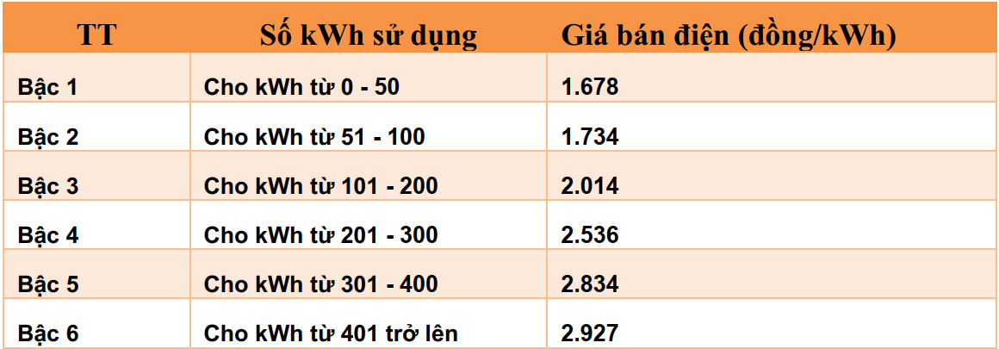 TT Số kWh sử dụng Giá bán điện (đồng/kWh)
Bậc 1 Cho kWh từ 0 - 50 1.678
Bậc 2 Cho kWh từ 51 - 100 1.734
Bậc 3 Cho kWh từ 101 - 200 2.014
Bậc 4 Cho kWh từ 201 - 300 2.536
Bậc 5 Cho kWh từ 301 - 400 2.834
Bậc 6 Cho kWh từ 401 trở lên 2.927